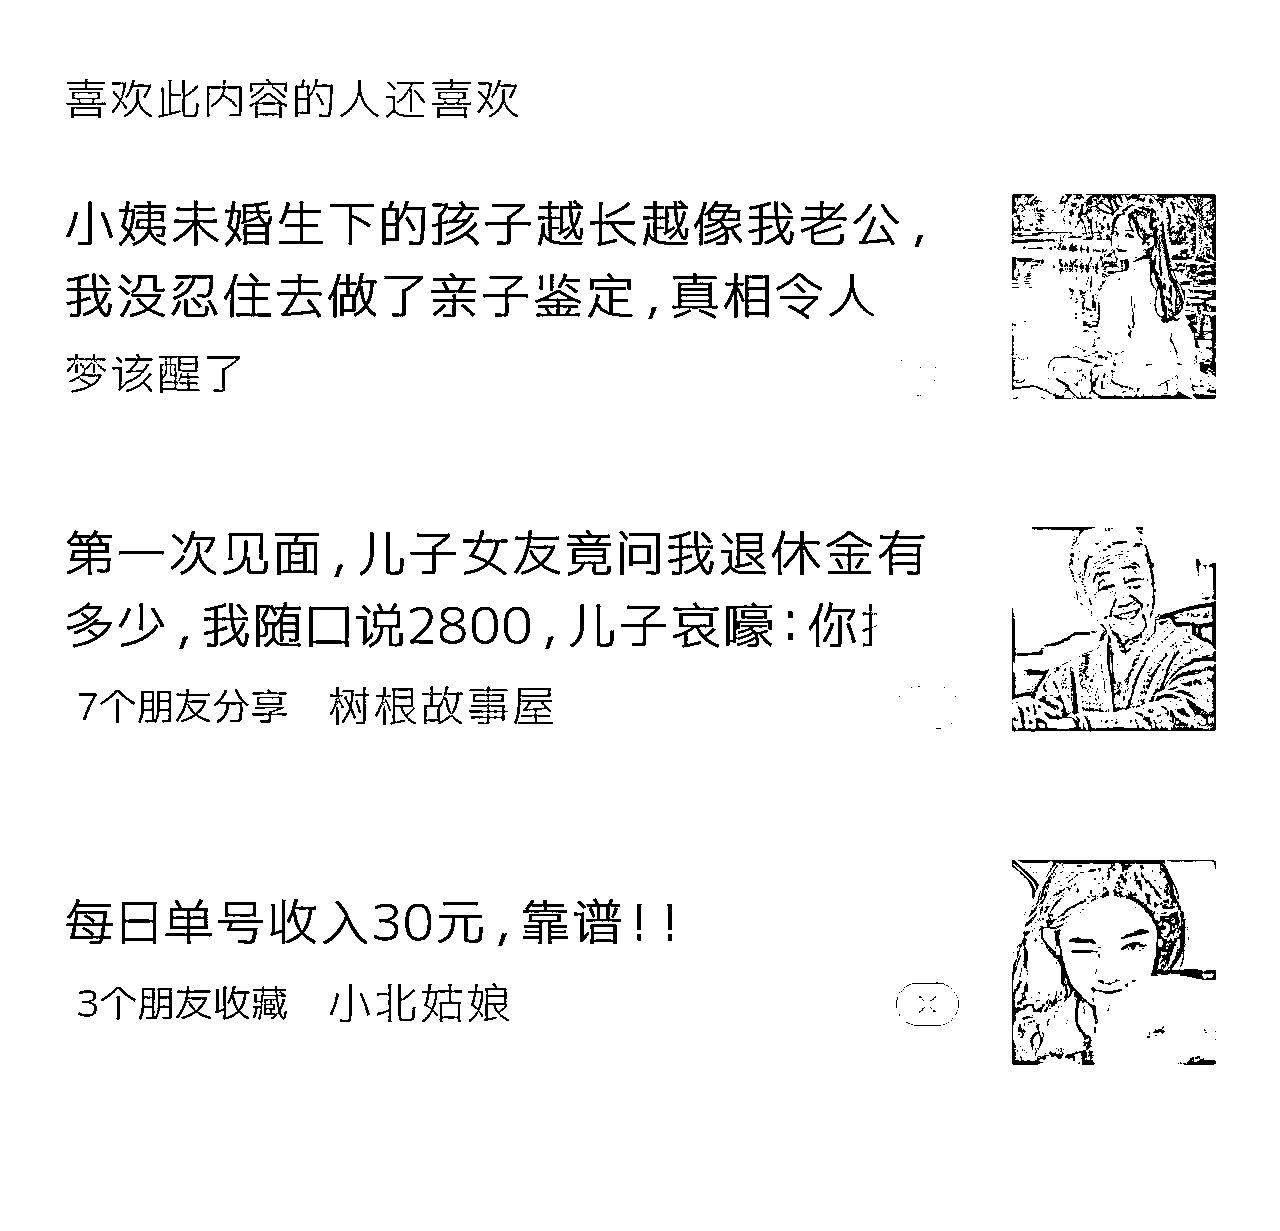 喜欢此内容的人还喜欢
小姨未婚生下的孩子越长越像我老公,
我没忍住去做了亲子鉴定,真相令人
梦该醒了
第一次见面,儿子女友竟问我退休金有
多少,我随口说2800,儿子哀嚎:你
7个朋友分享 树根故事屋
每日单号收入30元,靠谱!!
3个朋友收藏 小北姑娘